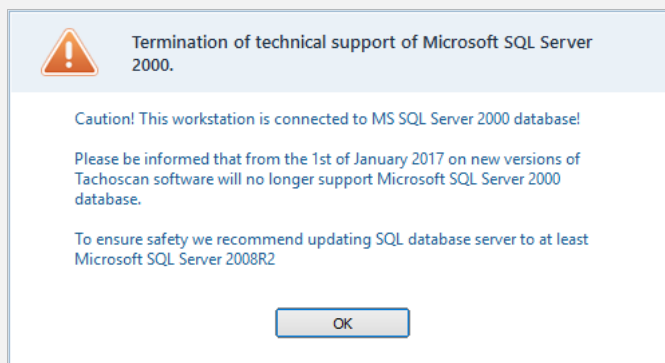 Termination of technical support of Microsoft SQL Server
2000.
Caution! This workstation is connected to MS SQL Server 2000 database!
Please be informed that from the 1st of January 2017 on new versions of
Tachoscan software will no longer support Microsoft SQL Server 2000
database.
To ensure safety we recommend updating SQL database server to at least
Microsoft SQL Server 2008R2
OK